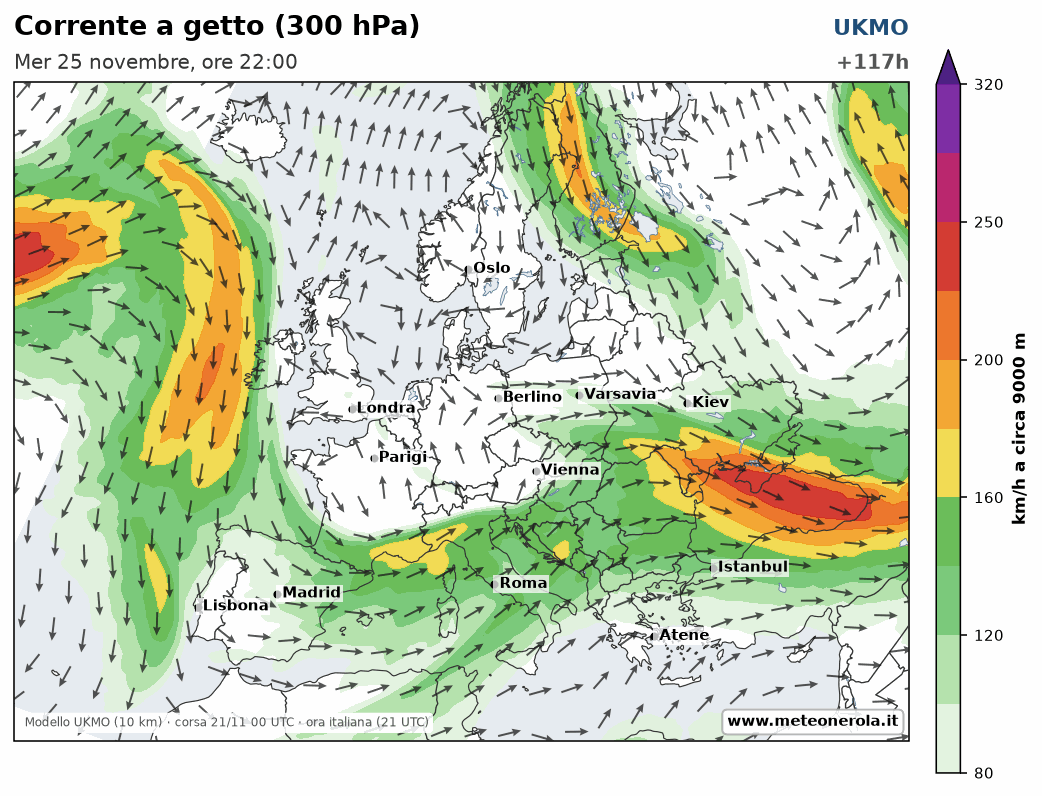 Corrente a getto (300 hPa)
UKMO
Mer 25 novembre, ore 22:00
+117h
320
250
200
160
120
80
km/h a circa 9000 m
Oslo
Londra
Berlino
Varsavia
Kiev
Parigi
Vienna
Istanbul
Roma
Madrid
Lisbona
Atene
Modello UKMO (10 km) · corsa 21/11 00 UTC · ora italiana (21 UTC)
www.meteonerola.it